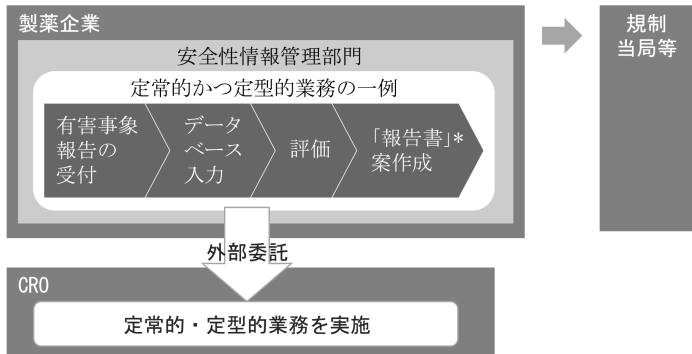 製薬企業
安全性情報管理部門
定常的かつ定型的業務の一例
有害事象
報告の
受付
データ
ベース
入力
評価
「報告書」*
案作成
規制
当局等
外部委託
CRO
定常的・定型的業務を実施